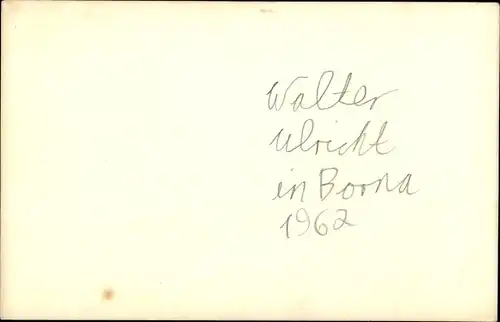 Walter
Ulricht
in Borna
1962